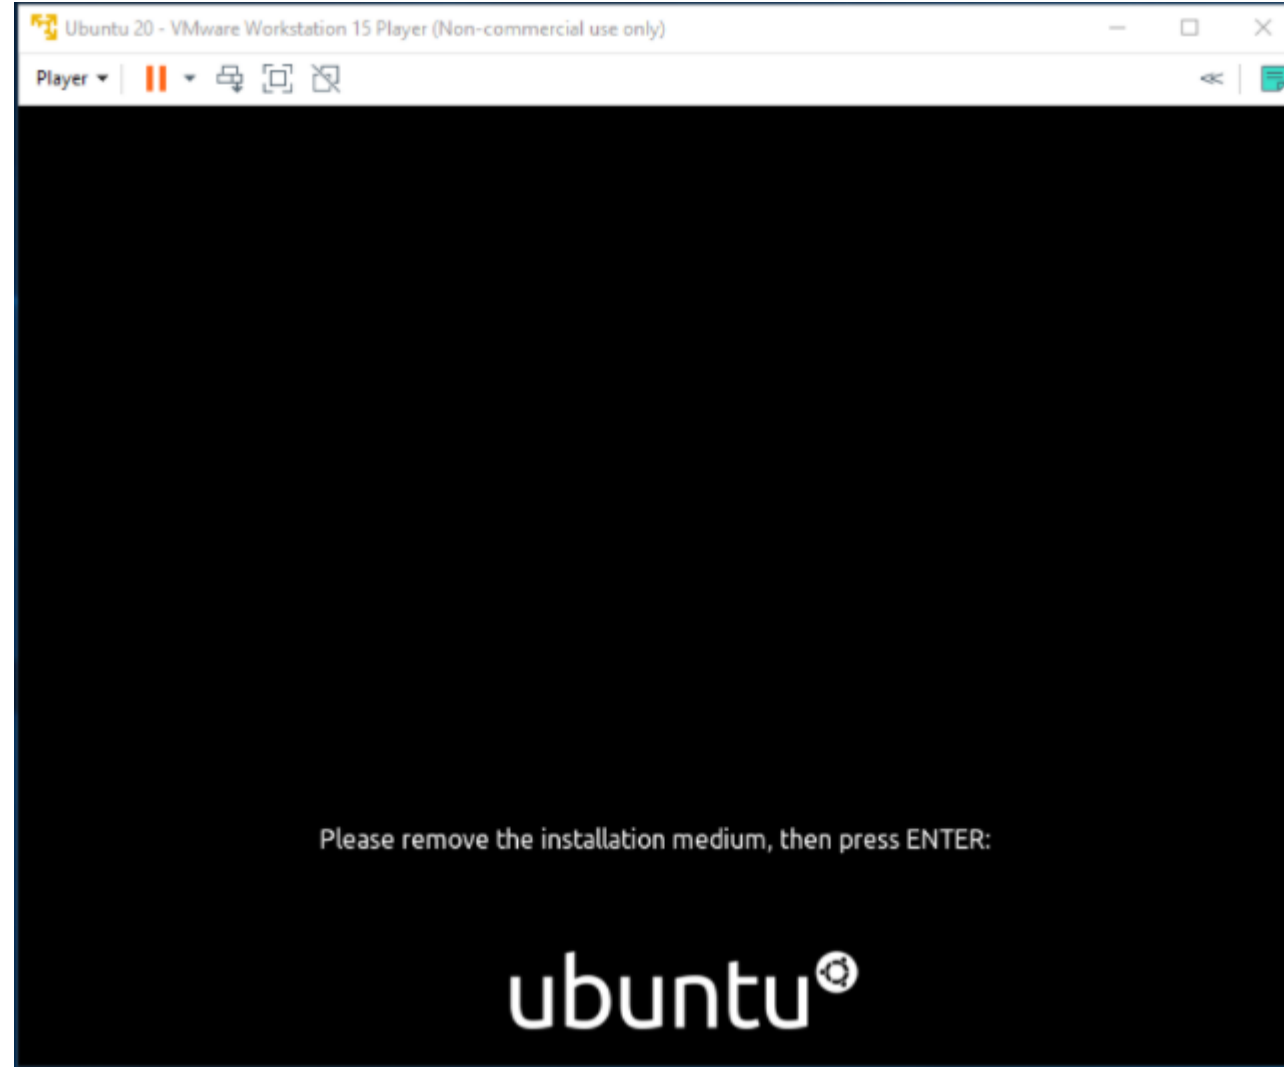 Ubuntu 20 - VMware Workstation 15 Player (Non-commercial use only)
Player
Please remove the installation medium, then press ENTER:
ubuntu